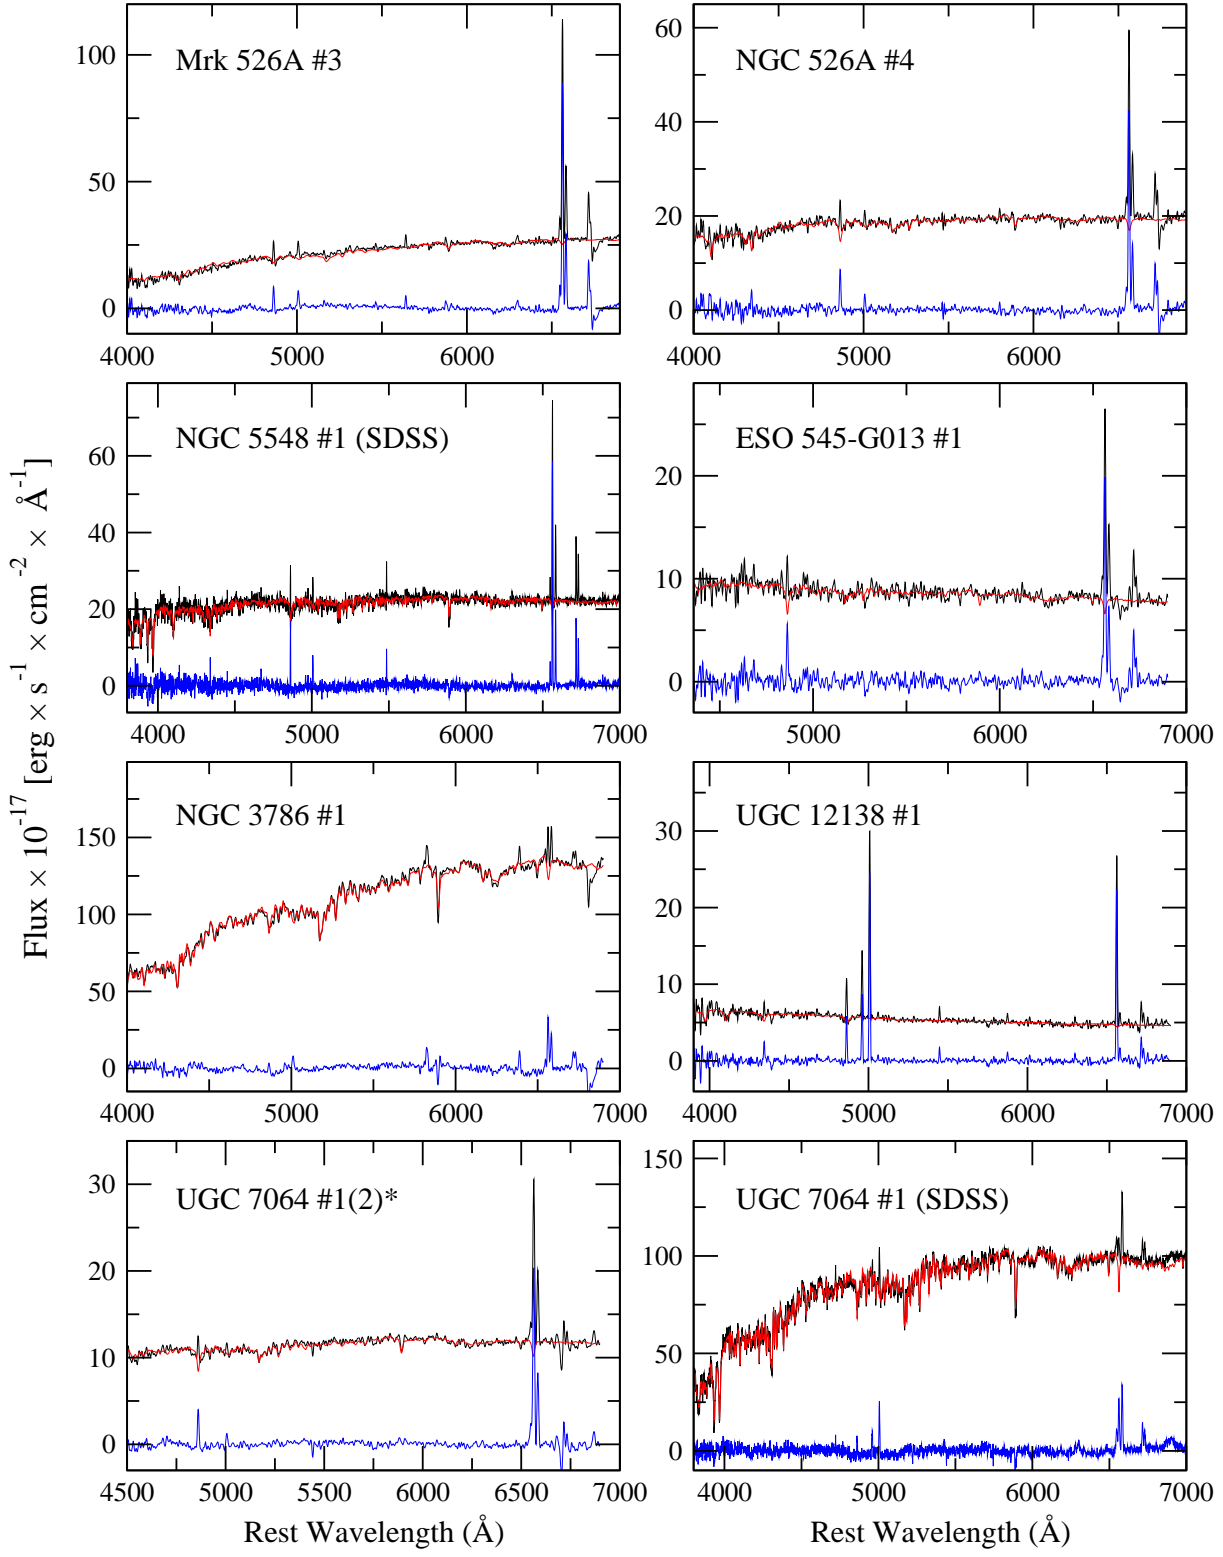 Mrk 526A #3
100
50
0
4000 5000 6000
NGC 526A #4
60
40
20
0
4000 5000 6000
NGC 5548 #1 (SDSS)
60
40
20
0
4000 5000 6000 7000
ESO 545-G013 #1
20
10
0
5000 6000 7000
NGC 3786 #1
150
100
50
0
4000 5000 6000 7000
UGC 12138 #1
30
20
10
0
4000 5000 6000 7000
UGC 7064 #1(2)*
30
20
10
0
4500 5000 5500 6000 6500 7000
UGC 7064 #1 (SDSS)
150
100
50
0
4000 5000 6000 7000
Flux × 10⁻¹⁷ [erg × s⁻¹ × cm⁻² × Å⁻¹]
Rest Wavelength (Å)
Rest Wavelength (Å)